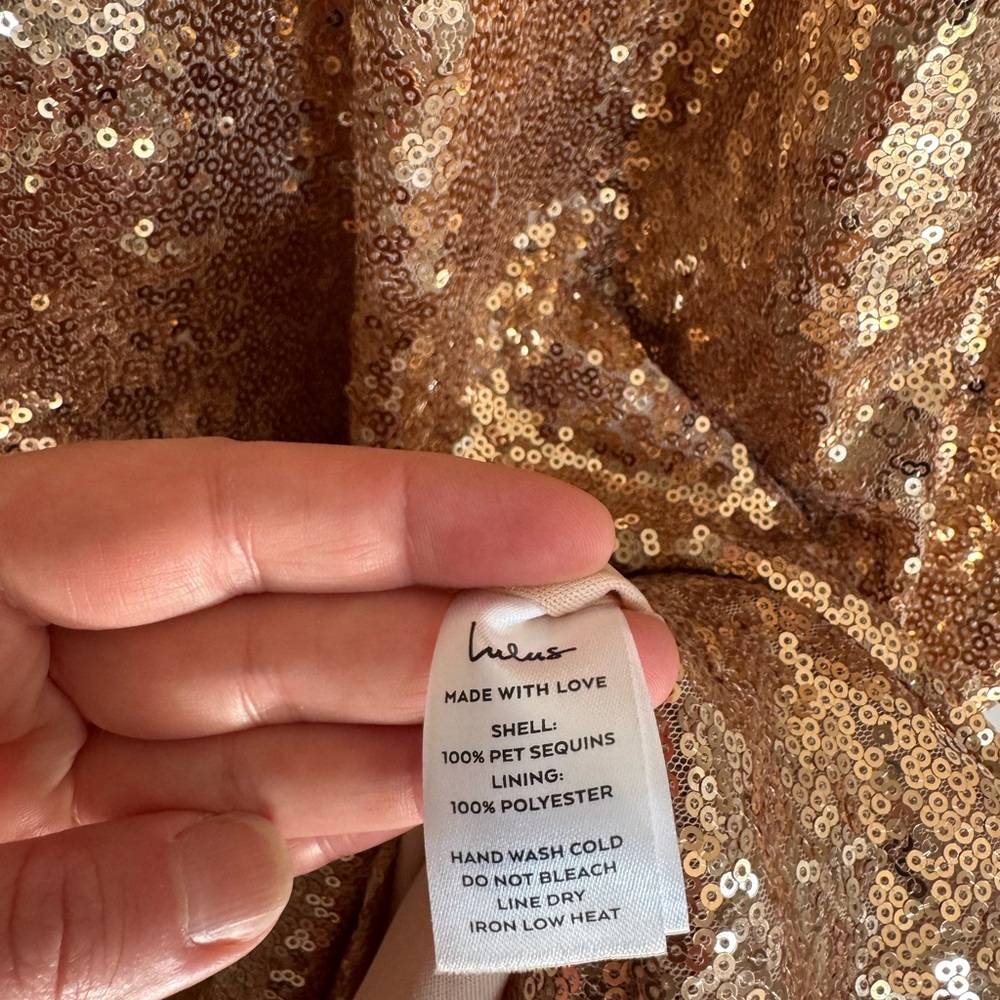 Lulus
MADE WITH LOVE
SHELL:
100% PET SEQUINS
LINING:
100% POLYESTER
HAND WASH COLD
DO NOT BLEACH
LINE DRY
IRON LOW HEAT